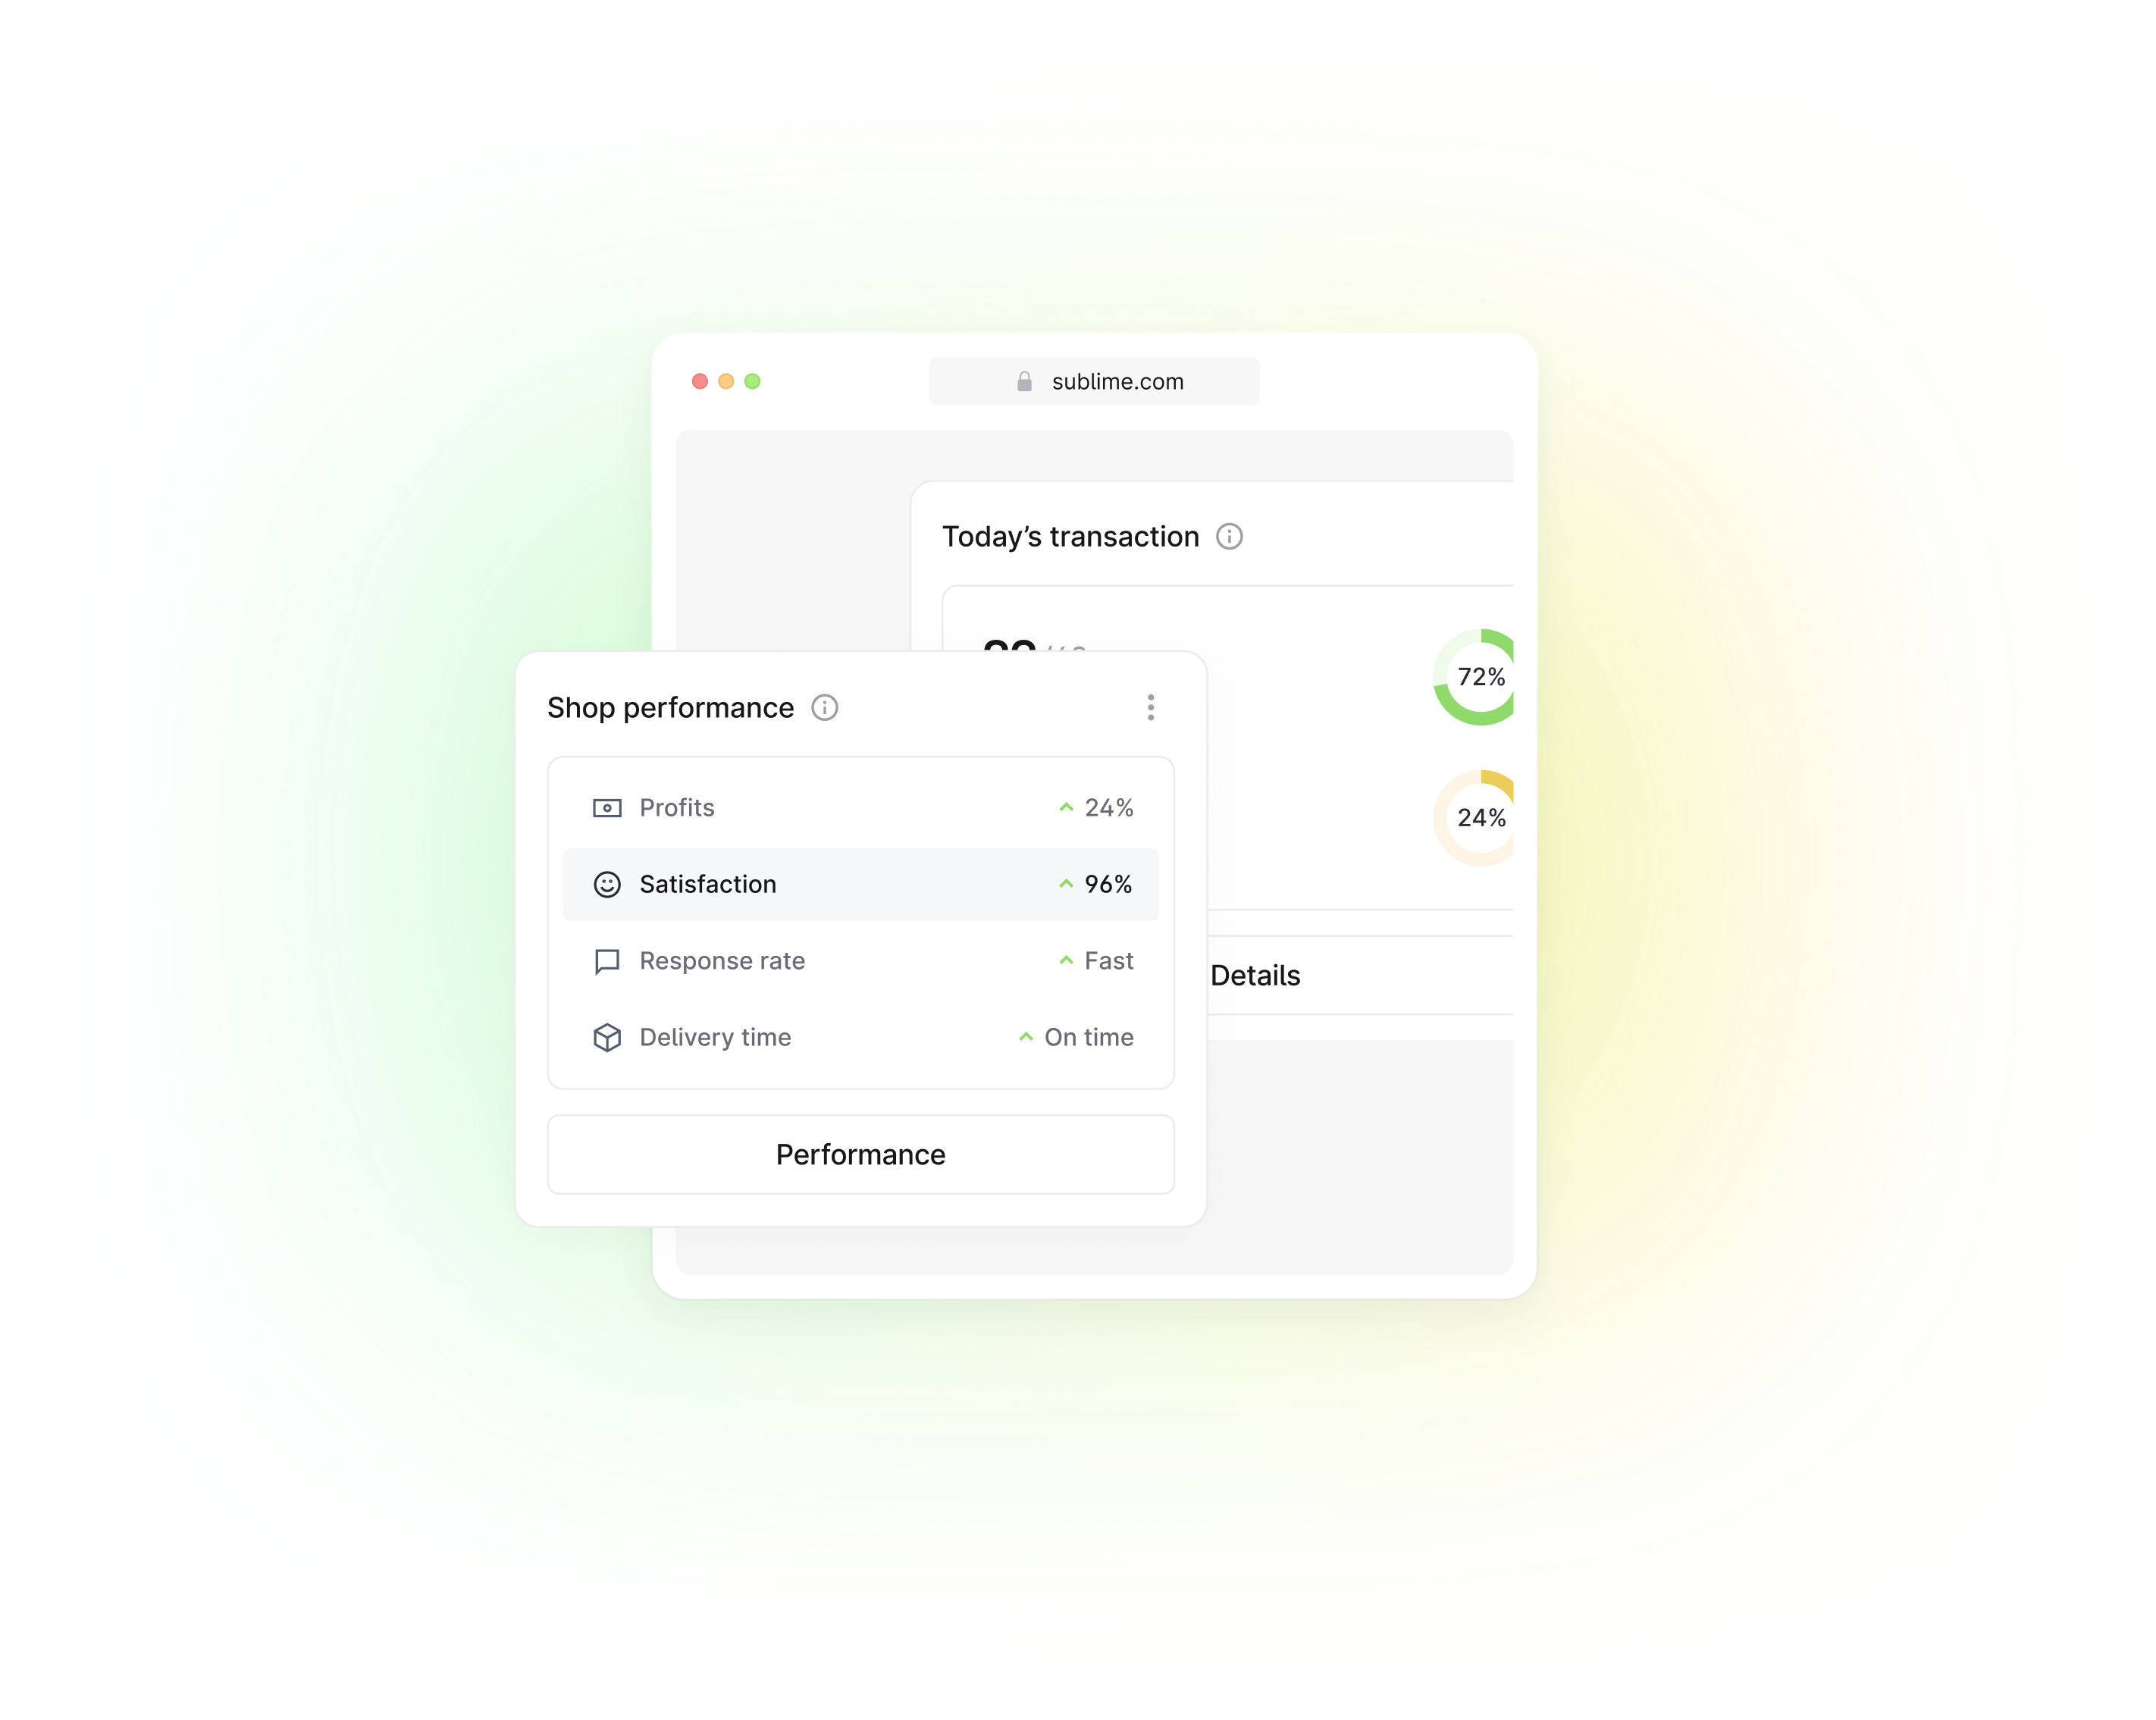 sublime.com
Today’s transaction
72%
24%
Details
Shop performance
Profits 24%
Satisfaction 96%
Response rate Fast
Delivery time On time
Performance